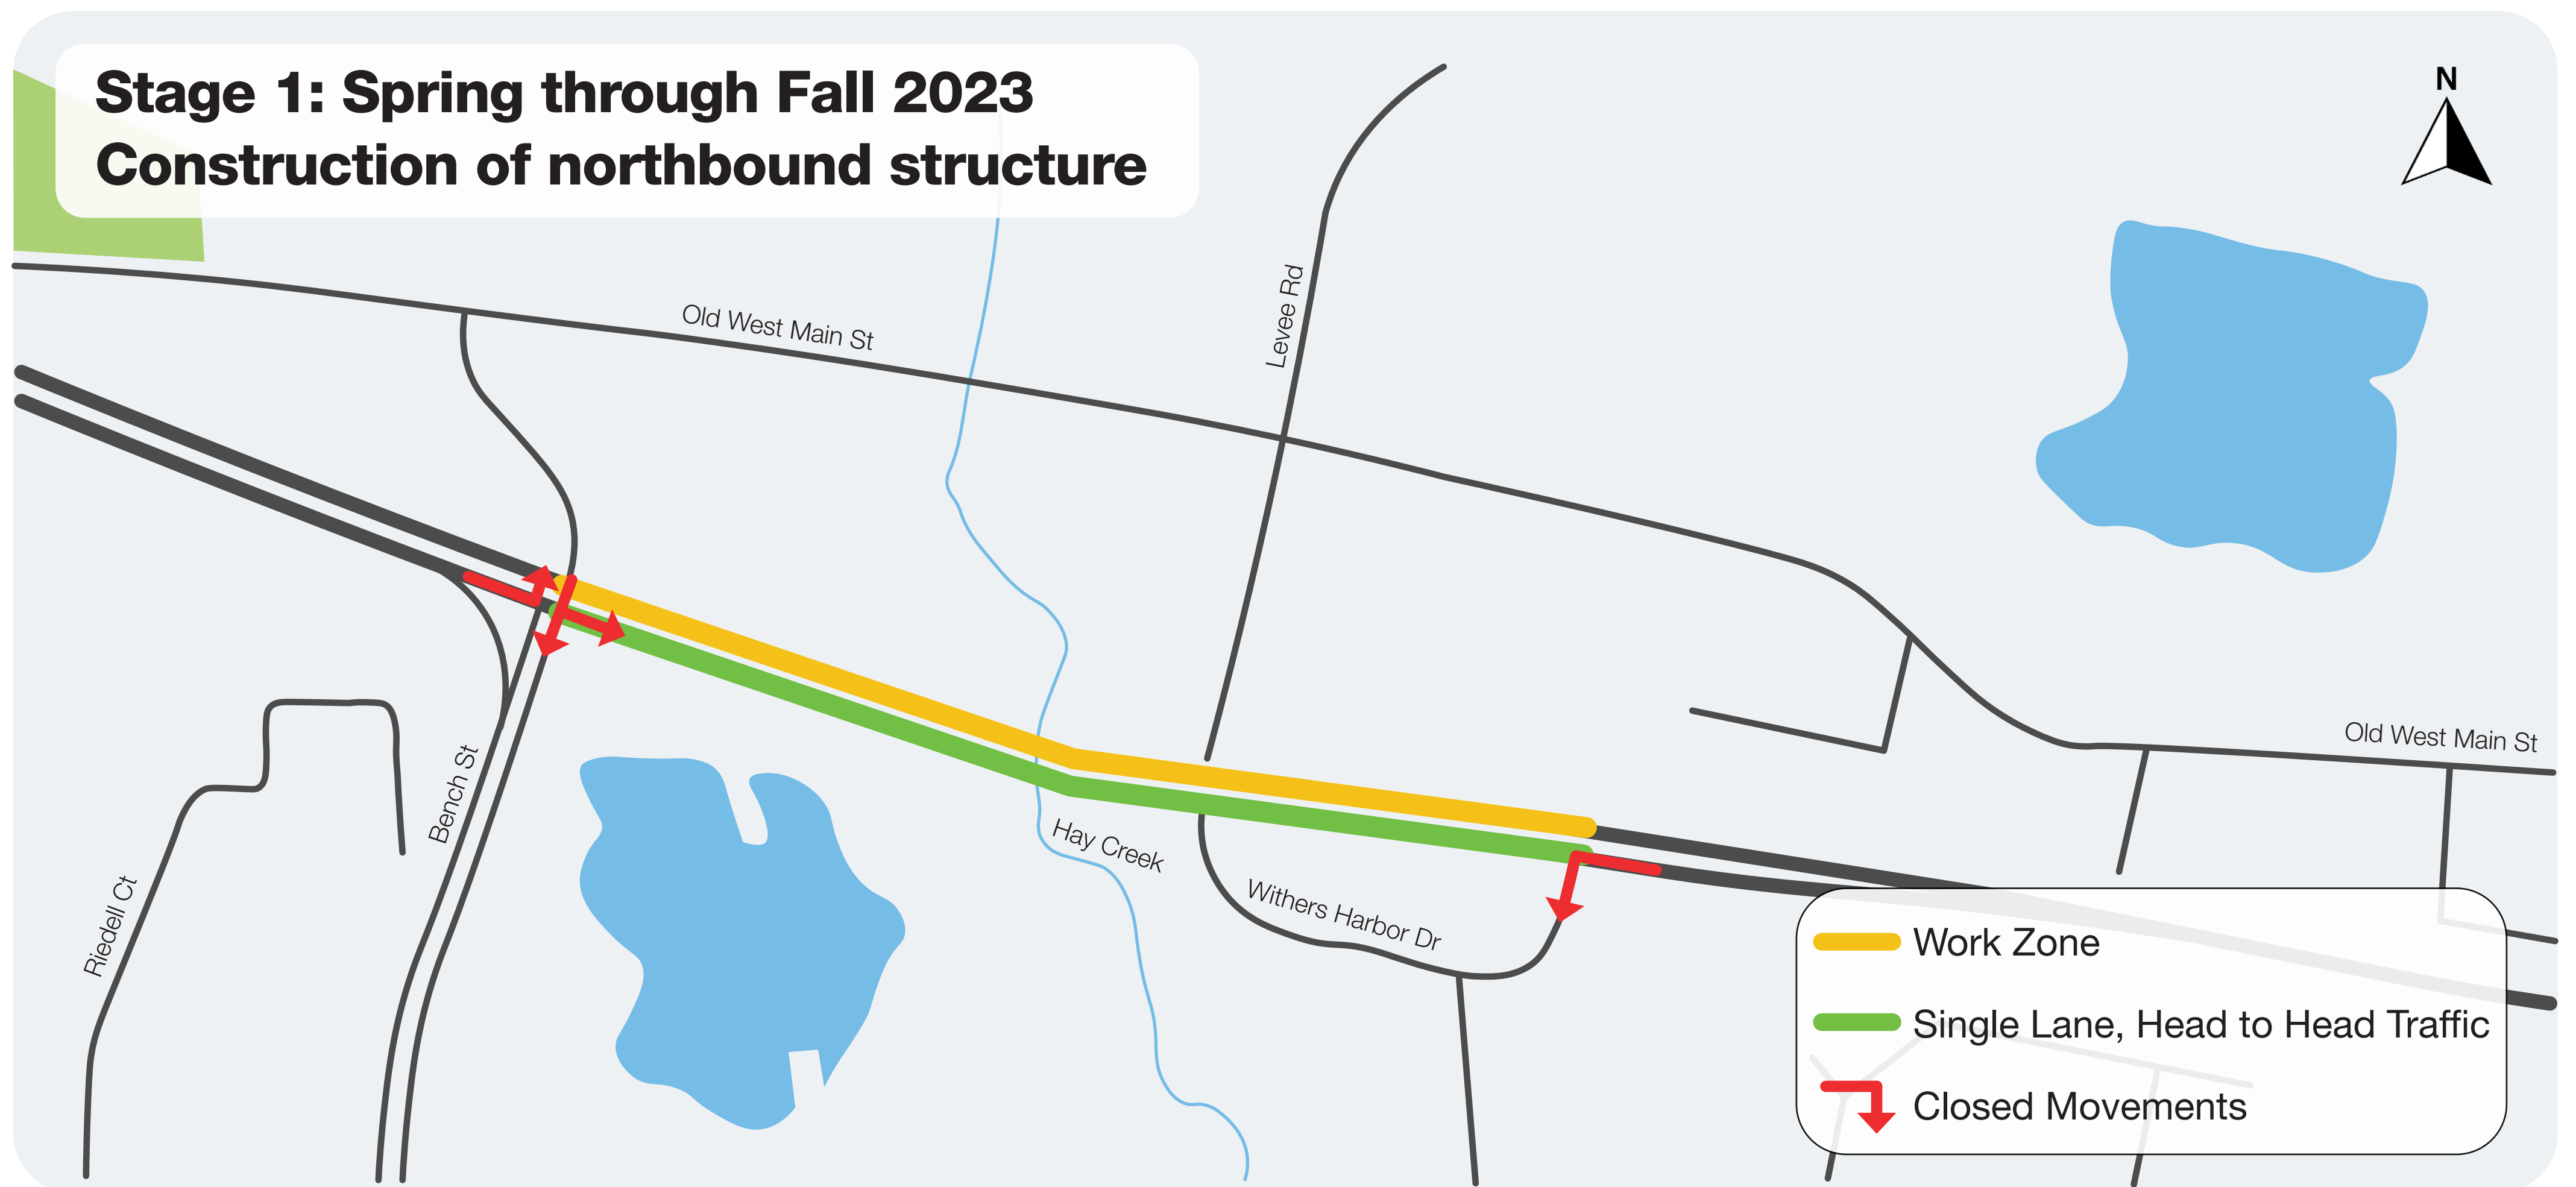 Stage 1: Spring through Fall 2023
Construction of northbound structure
N
Old West Main St
Levee Rd
Old West Main St
Bench St
Hay Creek
Withers Harbor Dr
Riedell Ct
Work Zone
Single Lane, Head to Head Traffic
Closed Movements